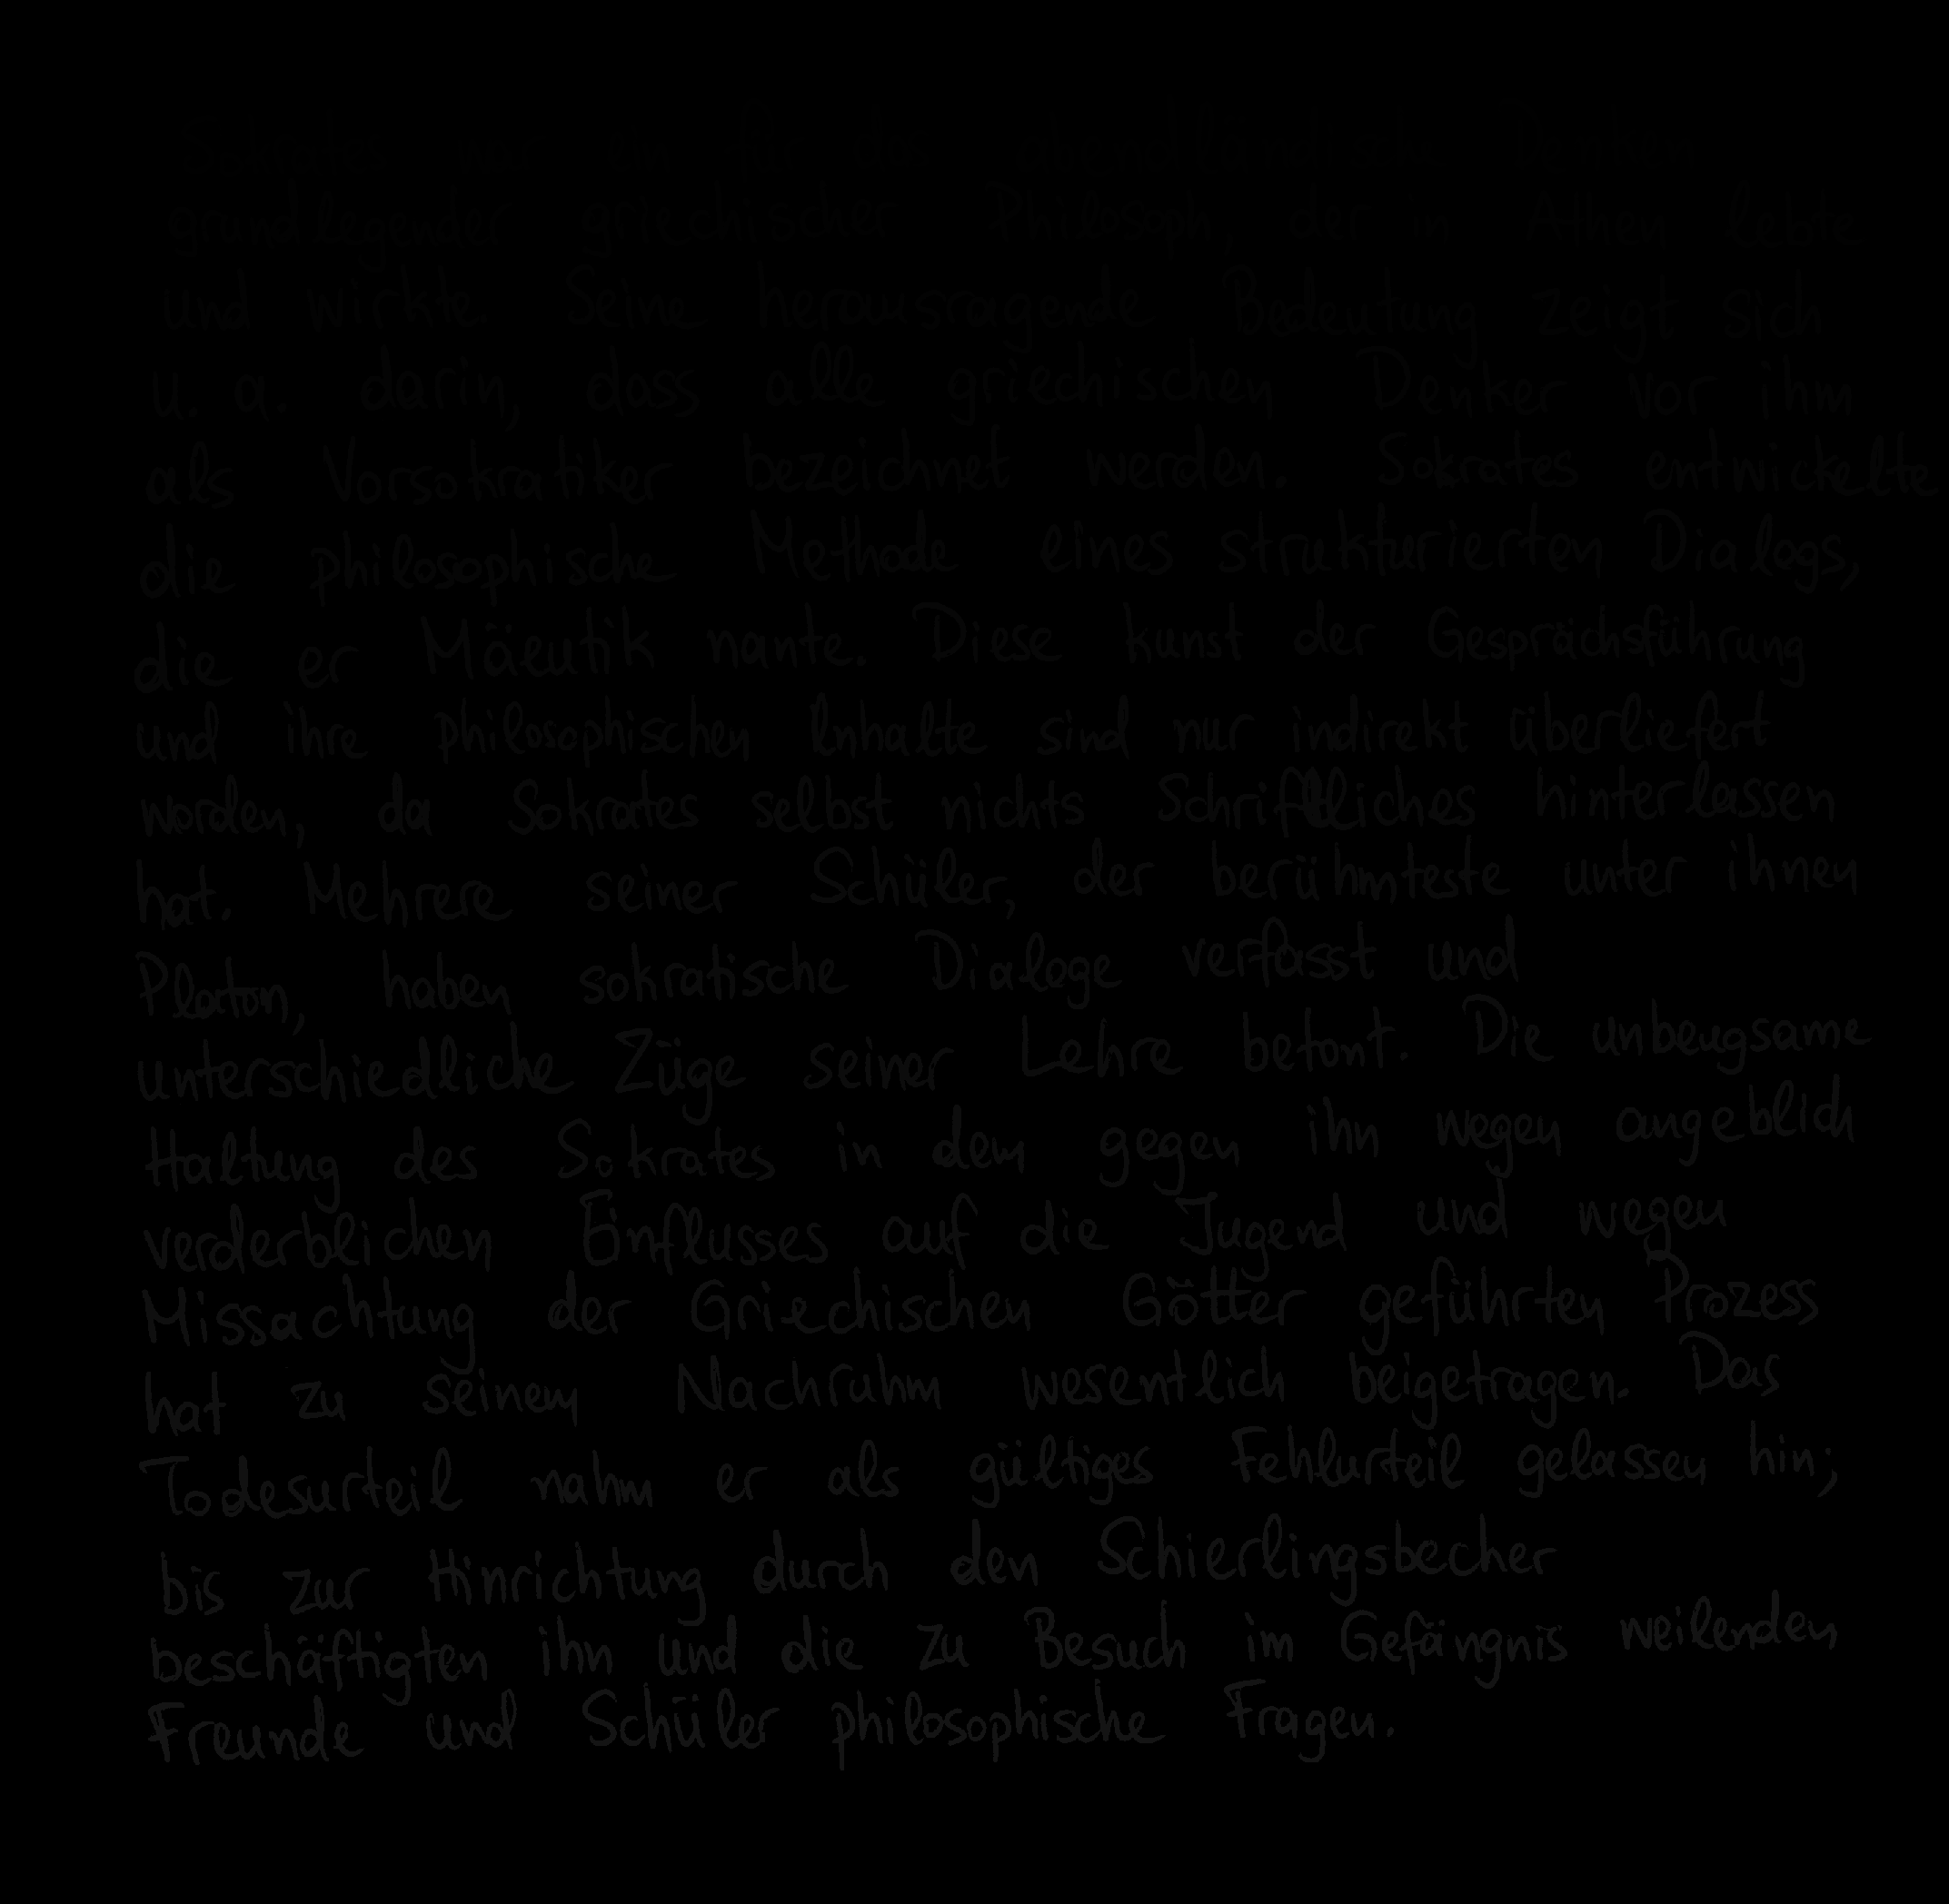 Sokrates war ein für das abendländische Denken
grundlegender griechischer Philosoph, der in Athen lebte
und wirkte. Seine herausragende Bedeutung zeigt sich
u. a. darin, dass alle griechischen Denker vor ihm
als Vorsokratiker bezeichnet werden. Sokrates entwickelte
die philosophische Methode eines strukturierten Dialogs,
die er Mäeutik nante. Diese kunst der Gesprächsführung
und ihre philosophischen Inhalte sind nur indirekt überliefert
worden, da Sokrates selbst nichts Schriftliches hinterlassen
hat. Mehrere seiner Schüler, der berühmteste unter ihnen
Platon, haben sokratische Dialoge verfasst und
unterschiedliche Züge seiner Lehre betont. Die unbeugsame
Haltung des Sokrates in dem gegen ihn wegen angeblich
verderblichen Einflusses auf die Jugend und wegen
Missachtung der Griechischen Götter geführten Prozess
hat zu seinem Nachruhm wesentlich beigetragen. Das
Todesurteil nahm er als gültiges Fehlurteil gelassen hin;
bis zur Hinrichtung durch den Schierlingsbecher
beschäftigten ihn und die zu Besuch im Gefängnis weilenden
Freunde und Schüler philosophische Fragen.